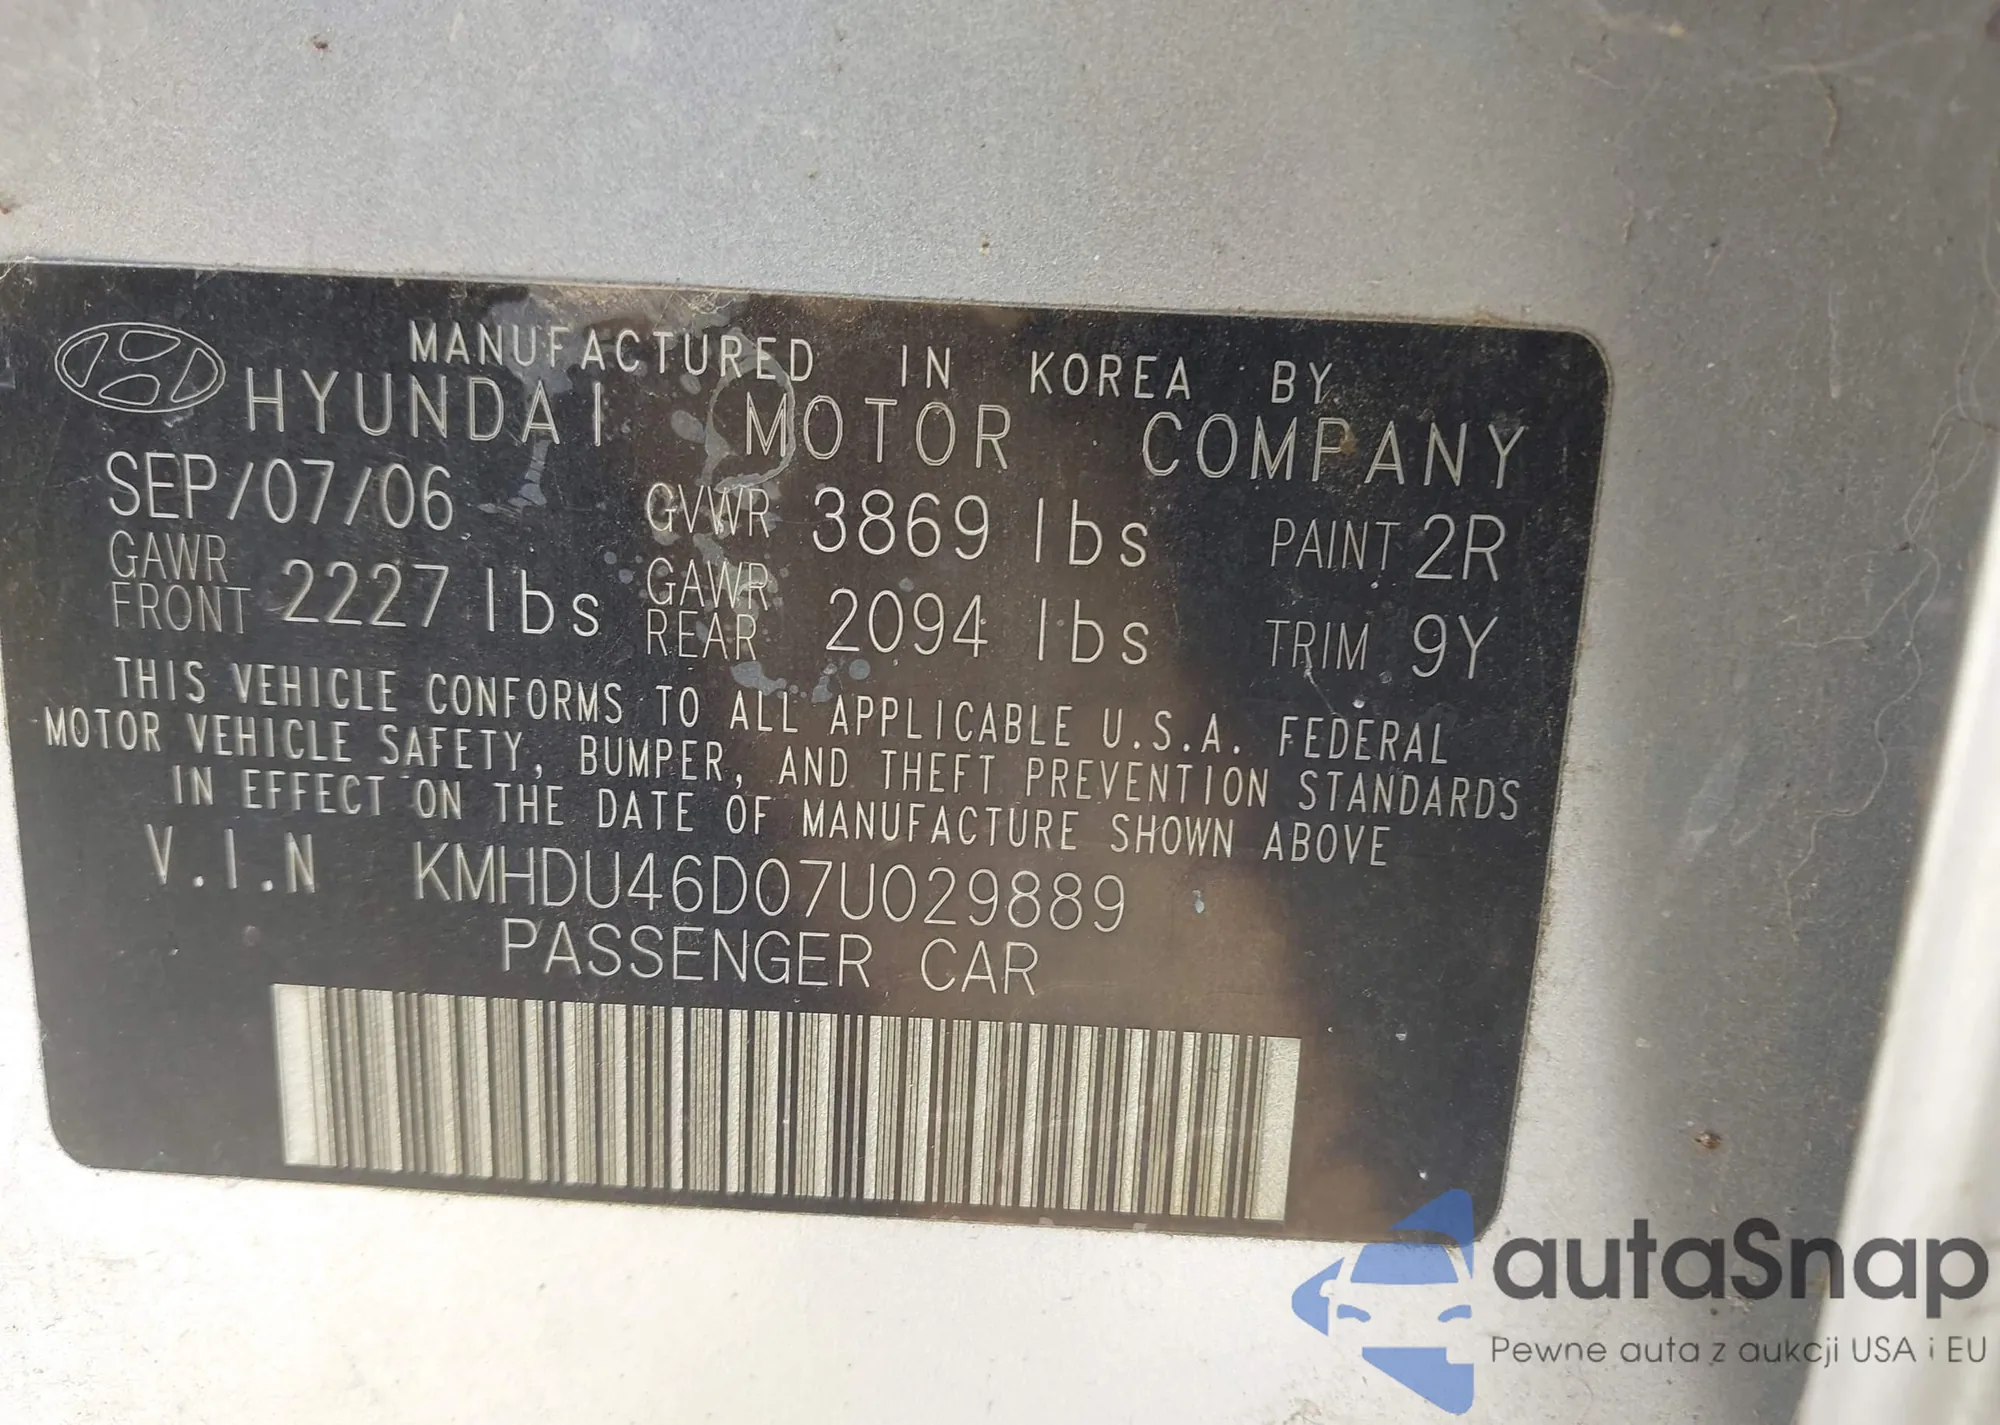 MANUFACTURED IN KOREA BY
HYUNDAI MOTOR COMPANY
SEP/07/06 GVWR 3869 lbs PAINT 2R
GAWR FRONT 2227 lbs GAWR REAR 2094 lbs TRIM 9Y
THIS VEHICLE CONFORMS TO ALL APPLICABLE U.S.A. FEDERAL
MOTOR VEHICLE SAFETY, BUMPER, AND THEFT PREVENTION STANDARDS
IN EFFECT ON THE DATE OF MANUFACTURE SHOWN ABOVE
V.I.N KMHDU46D07U029889
PASSENGER CAR
autaSnap
Pewne auta z aukcji USA i EU